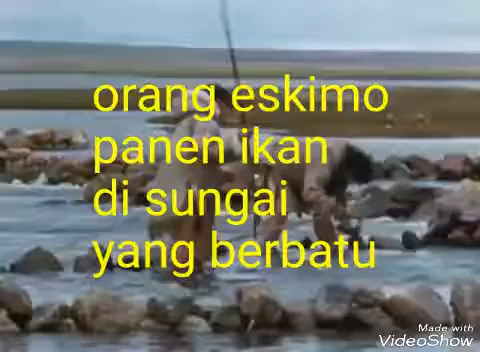 orang eskimo
panen ikan
di sungai
yang berbatu
Made with
VideoShow